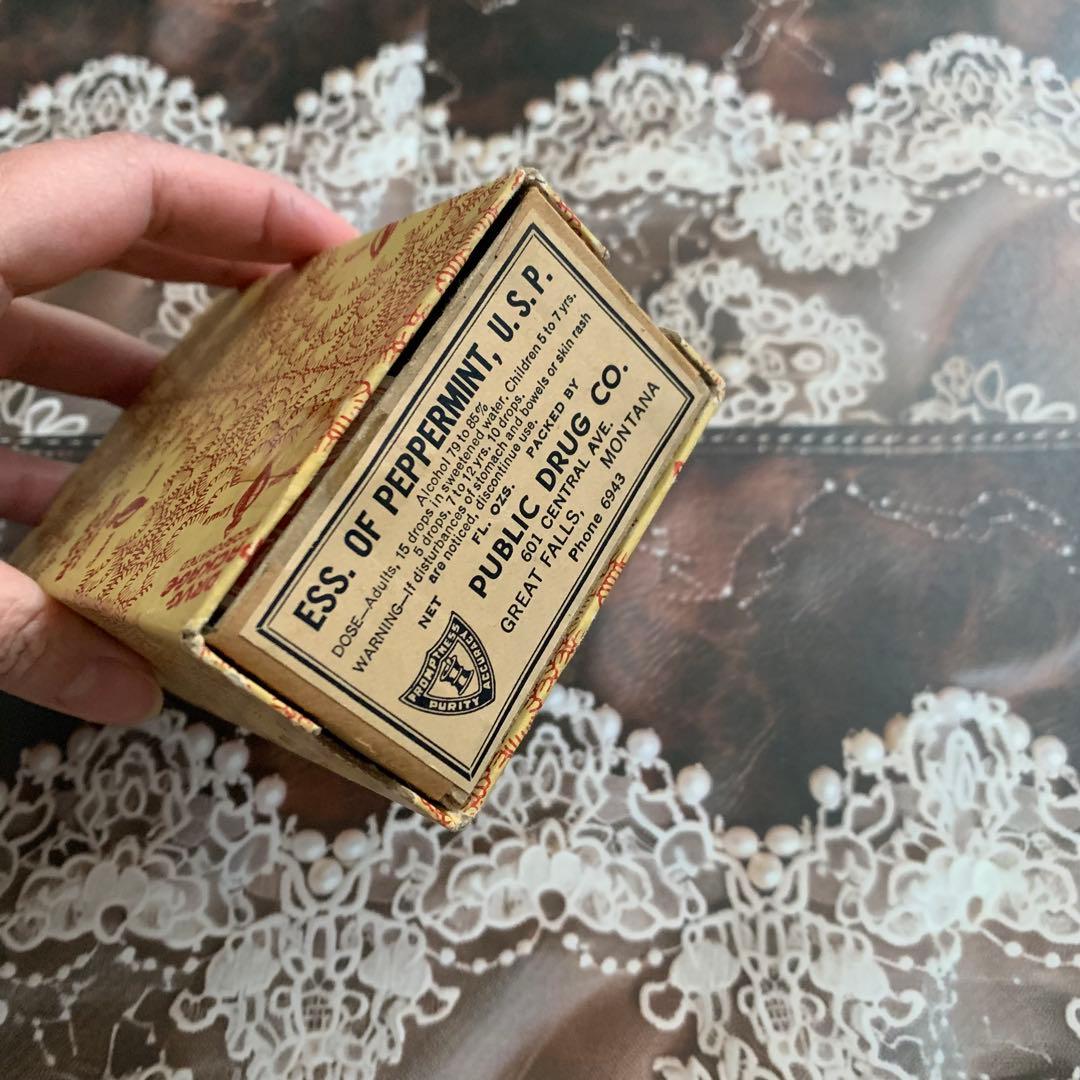 ESS. OF PEPPERMINT, U. S. P.
Alcohol 79 to 85%
DOSE—Adults, 15 drops in sweetened water. Children 5 to 7 yrs.
5 drops, 7 to 12 yrs. 10 drops.
WARNING—If disturbances of stomach and bowels or skin rash
are noticed, discontinue use.
NET FL. OZS. PACKED BY
PUBLIC DRUG CO.
601 CENTRAL AVE.
GREAT FALLS, MONTANA
Phone 6943
PROMPTNESS
ACCURACY
PURITY
H